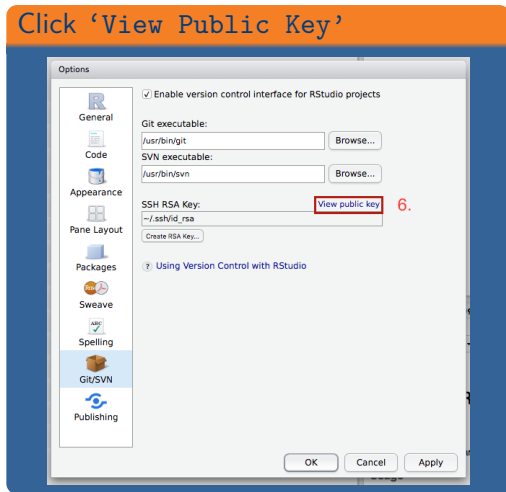 Click ‘View Public Key’
Options
General
Code
Appearance
Pane Layout
Packages
Sweave
ABC
Spelling
Git/SVN
Publishing
Enable version control interface for RStudio projects
Git executable:
/usr/bin/git
Browse...
SVN executable:
/usr/bin/svn
Browse...
SSH RSA Key:
View public key
6.
~/.ssh/id_rsa
Create RSA Key...
? Using Version Control with RStudio
OK
Cancel
Apply